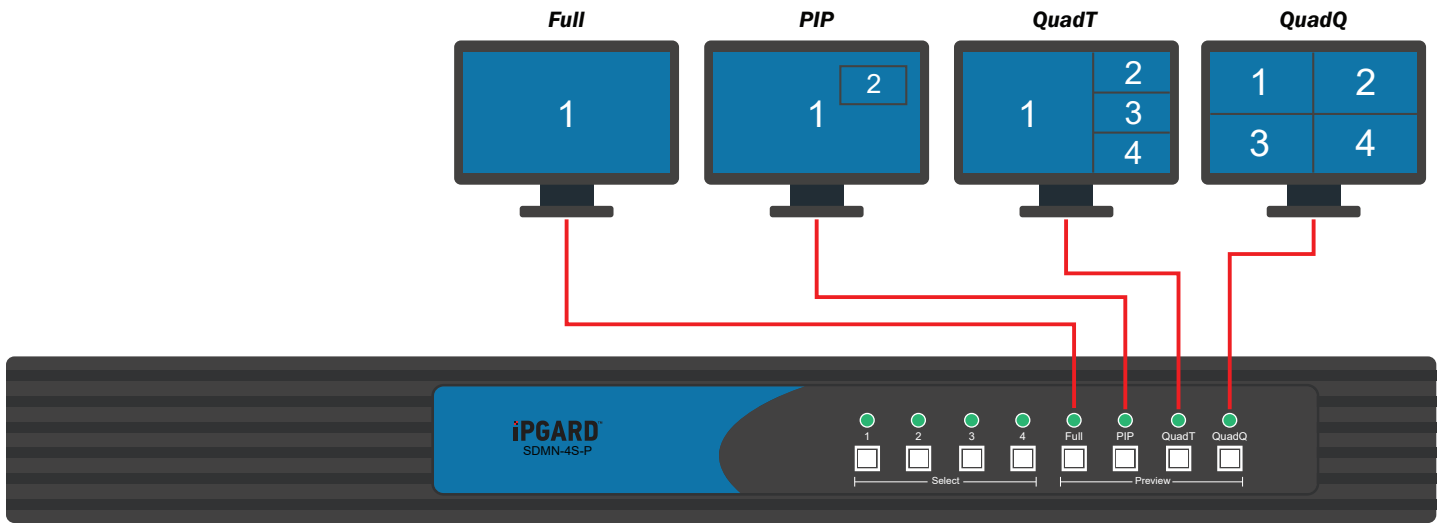 Full PIP QuadT QuadQ
1
1 2
1 2 3 4
1 2
3 4
iPGARD™
SDMN-4S-P
1 2 3 4 Full PIP QuadT QuadQ
Select Preview